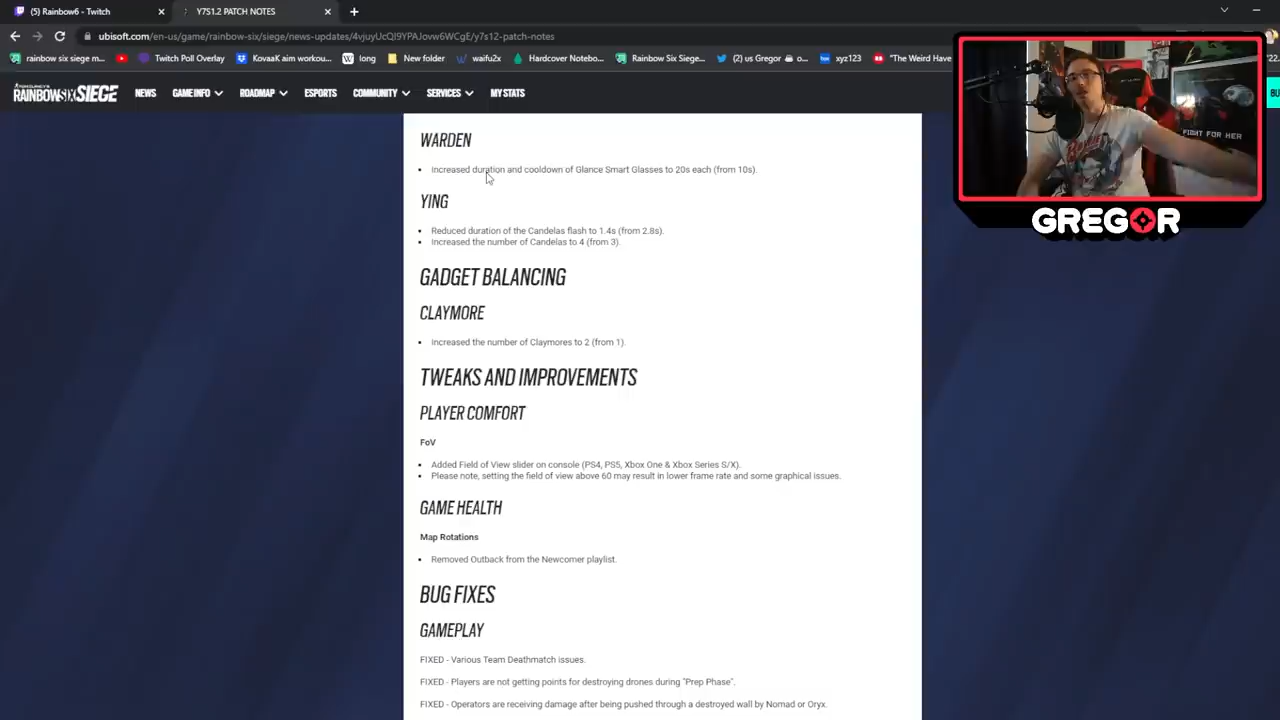 (5) Rainbow6 - Twitch
Y7S1.2 PATCH NOTES
ubisoft.com/en-us/game/rainbow-six/siege/news-updates/4vjuyUcQI9YPAJovw6WCgE/y7s12-patch-notes
rainbow six siege m...
Twitch Poll Overlay
KovaaK aim workou...
long
New folder
waifu2x
Hardcover Notebo...
Rainbow Six Siege...
(2) us Gregor o...
xyz123
"The Weird Have
RAINBOWSIX SIEGE
NEWS
GAME INFO
ROADMAP
ESPORTS
COMMUNITY
SERVICES
MY STATS
BU
FIGHT FOR HER
GREGOR
WARDEN
Increased duration and cooldown of Glance Smart Glasses to 20s each (from 10s).
YING
Reduced duration of the Candelas flash to 1.4s (from 2.8s).
Increased the number of Candelas to 4 (from 3).
GADGET BALANCING
CLAYMORE
Increased the number of Claymores to 2 (from 1).
TWEAKS AND IMPROVEMENTS
PLAYER COMFORT
FoV
Added Field of View slider on console (PS4, PS5, Xbox One & Xbox Series S/X).
Please note, setting the field of view above 60 may result in lower frame rate and some graphical issues.
GAME HEALTH
Map Rotations
Removed Outback from the Newcomer playlist.
BUG FIXES
GAMEPLAY
FIXED - Various Team Deathmatch issues.
FIXED - Players are not getting points for destroying drones during "Prep Phase".
FIXED - Operators are receiving damage after being pushed through a destroyed wall by Nomad or Oryx.